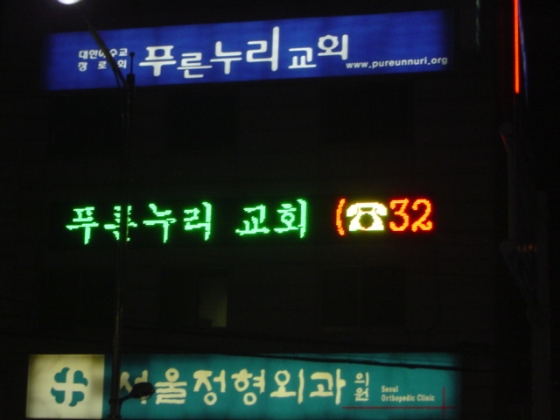 대한예수교
장로회
푸른누리교회
www.pureunnuri.org
푸른누리 교회 (☎32
서울정형외과의원
Seoul
Orthopedic Clinic